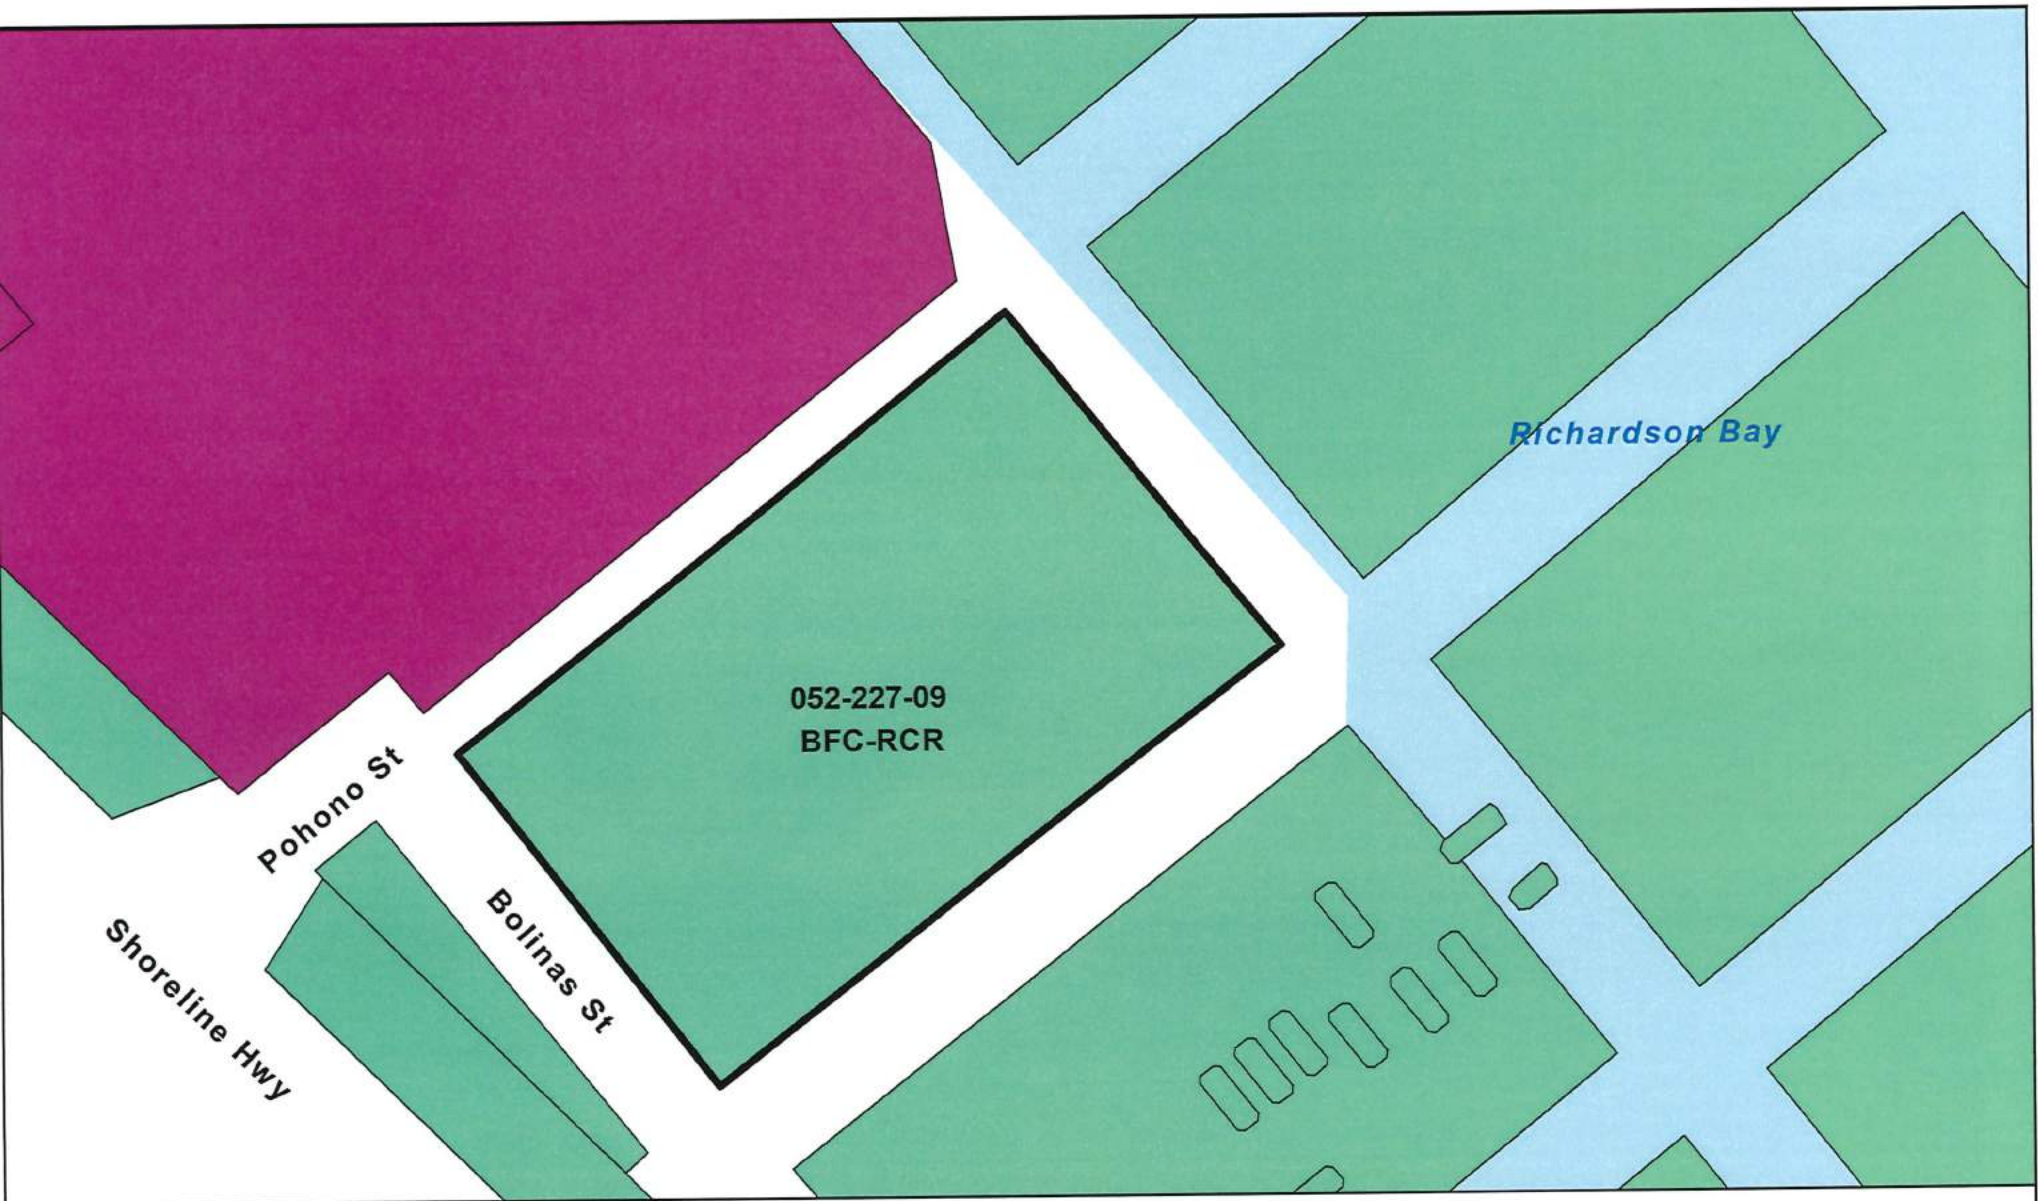 Richardson Bay
052-227-09
BFC-RCR
Pohono St
Bolinas St
Shoreline Hwy